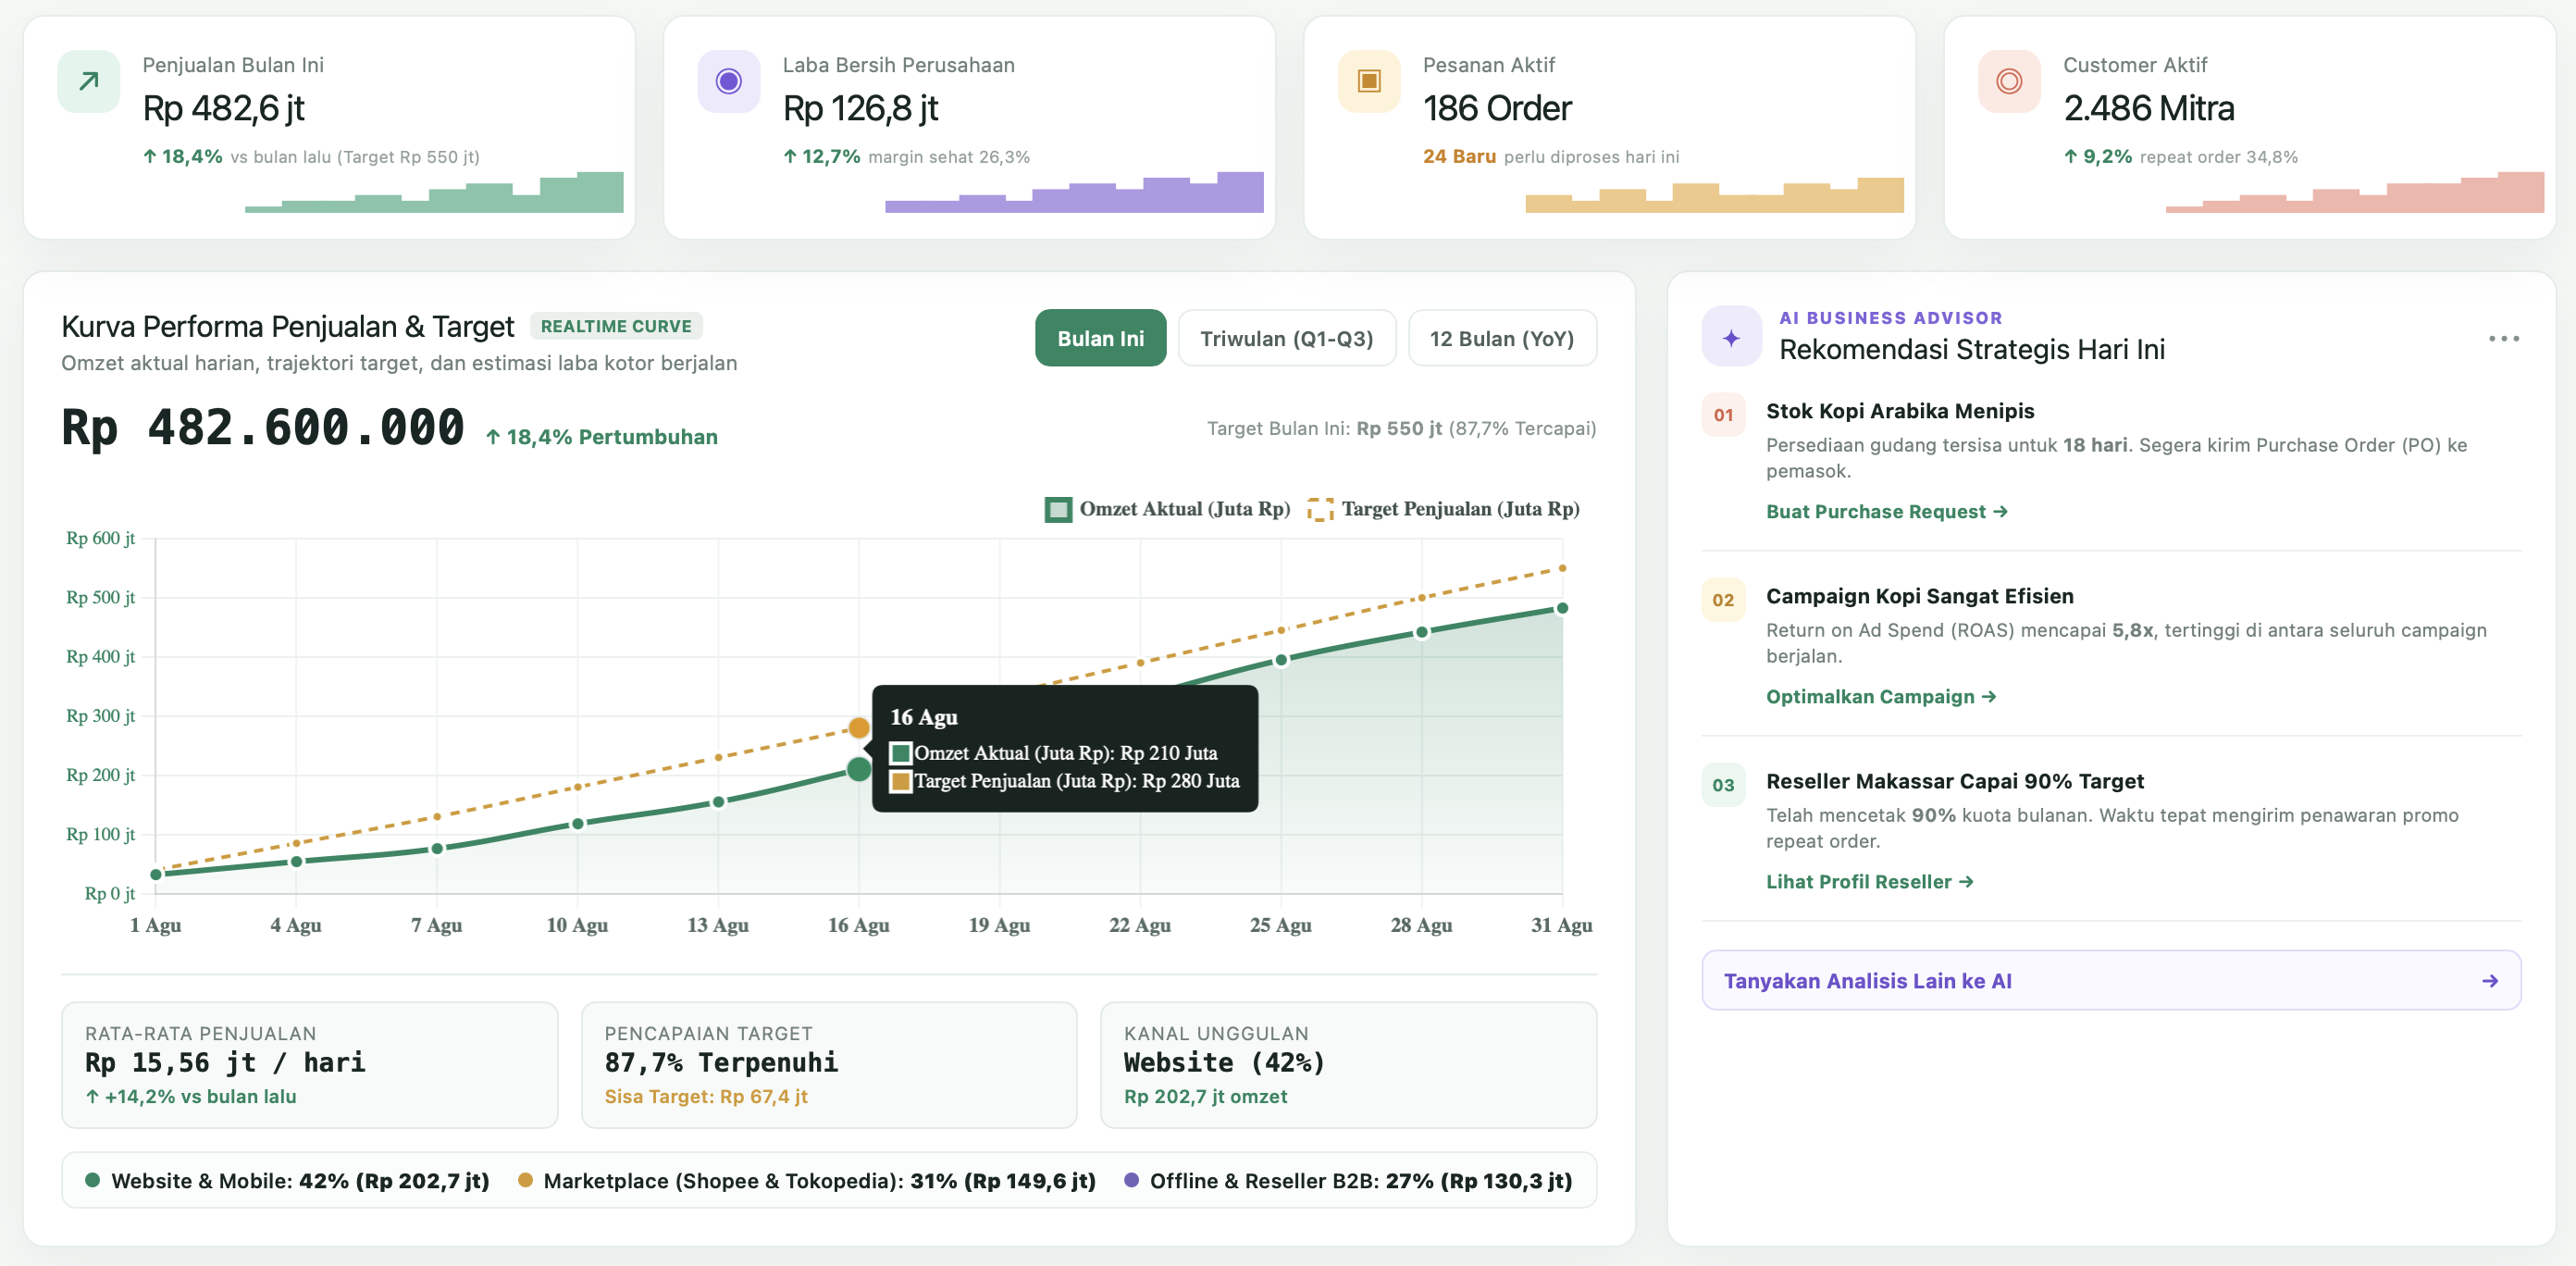 Penjualan Bulan Ini
Rp 482,6 jt
↑ 18,4% vs bulan lalu (Target Rp 550 jt)
Laba Bersih Perusahaan
Rp 126,8 jt
↑ 12,7% margin sehat 26,3%
Pesanan Aktif
186 Order
24 Baru perlu diproses hari ini
Customer Aktif
2.486 Mitra
↑ 9,2% repeat order 34,8%
Kurva Performa Penjualan & Target REALTIME CURVE
Omzet aktual harian, trajektori target, dan estimasi laba kotor berjalan
Bulan Ini
Triwulan (Q1-Q3)
12 Bulan (YoY)
Rp 482.600.000 ↑ 18,4% Pertumbuhan
Target Bulan Ini: Rp 550 jt (87,7% Tercapai)
Omzet Aktual (Juta Rp) Target Penjualan (Juta Rp)
Rp 600 jt
Rp 500 jt
Rp 400 jt
Rp 300 jt
Rp 200 jt
Rp 100 jt
Rp 0 jt
16 Agu
Omzet Aktual (Juta Rp): Rp 210 Juta
Target Penjualan (Juta Rp): Rp 280 Juta
1 Agu 4 Agu 7 Agu 10 Agu 13 Agu 16 Agu 19 Agu 22 Agu 25 Agu 28 Agu 31 Agu
RATA-RATA PENJUALAN
Rp 15,56 jt / hari
↑ +14,2% vs bulan lalu
PENCAPAIAN TARGET
87,7% Terpenuhi
Sisa Target: Rp 67,4 jt
KANAL UNGGULAN
Website (42%)
Rp 202,7 jt omzet
Website & Mobile: 42% (Rp 202,7 jt) Marketplace (Shopee & Tokopedia): 31% (Rp 149,6 jt) Offline & Reseller B2B: 27% (Rp 130,3 jt)
AI BUSINESS ADVISOR
Rekomendasi Strategis Hari Ini
01 Stok Kopi Arabika Menipis
Persediaan gudang tersisa untuk 18 hari. Segera kirim Purchase Order (PO) ke
pemasok.
Buat Purchase Request →
02 Campaign Kopi Sangat Efisien
Return on Ad Spend (ROAS) mencapai 5,8x, tertinggi di antara seluruh campaign
berjalan.
Optimalkan Campaign →
03 Reseller Makassar Capai 90% Target
Telah mencetak 90% kuota bulanan. Waktu tepat mengirim penawaran promo
repeat order.
Lihat Profil Reseller →
Tanyakan Analisis Lain ke AI →